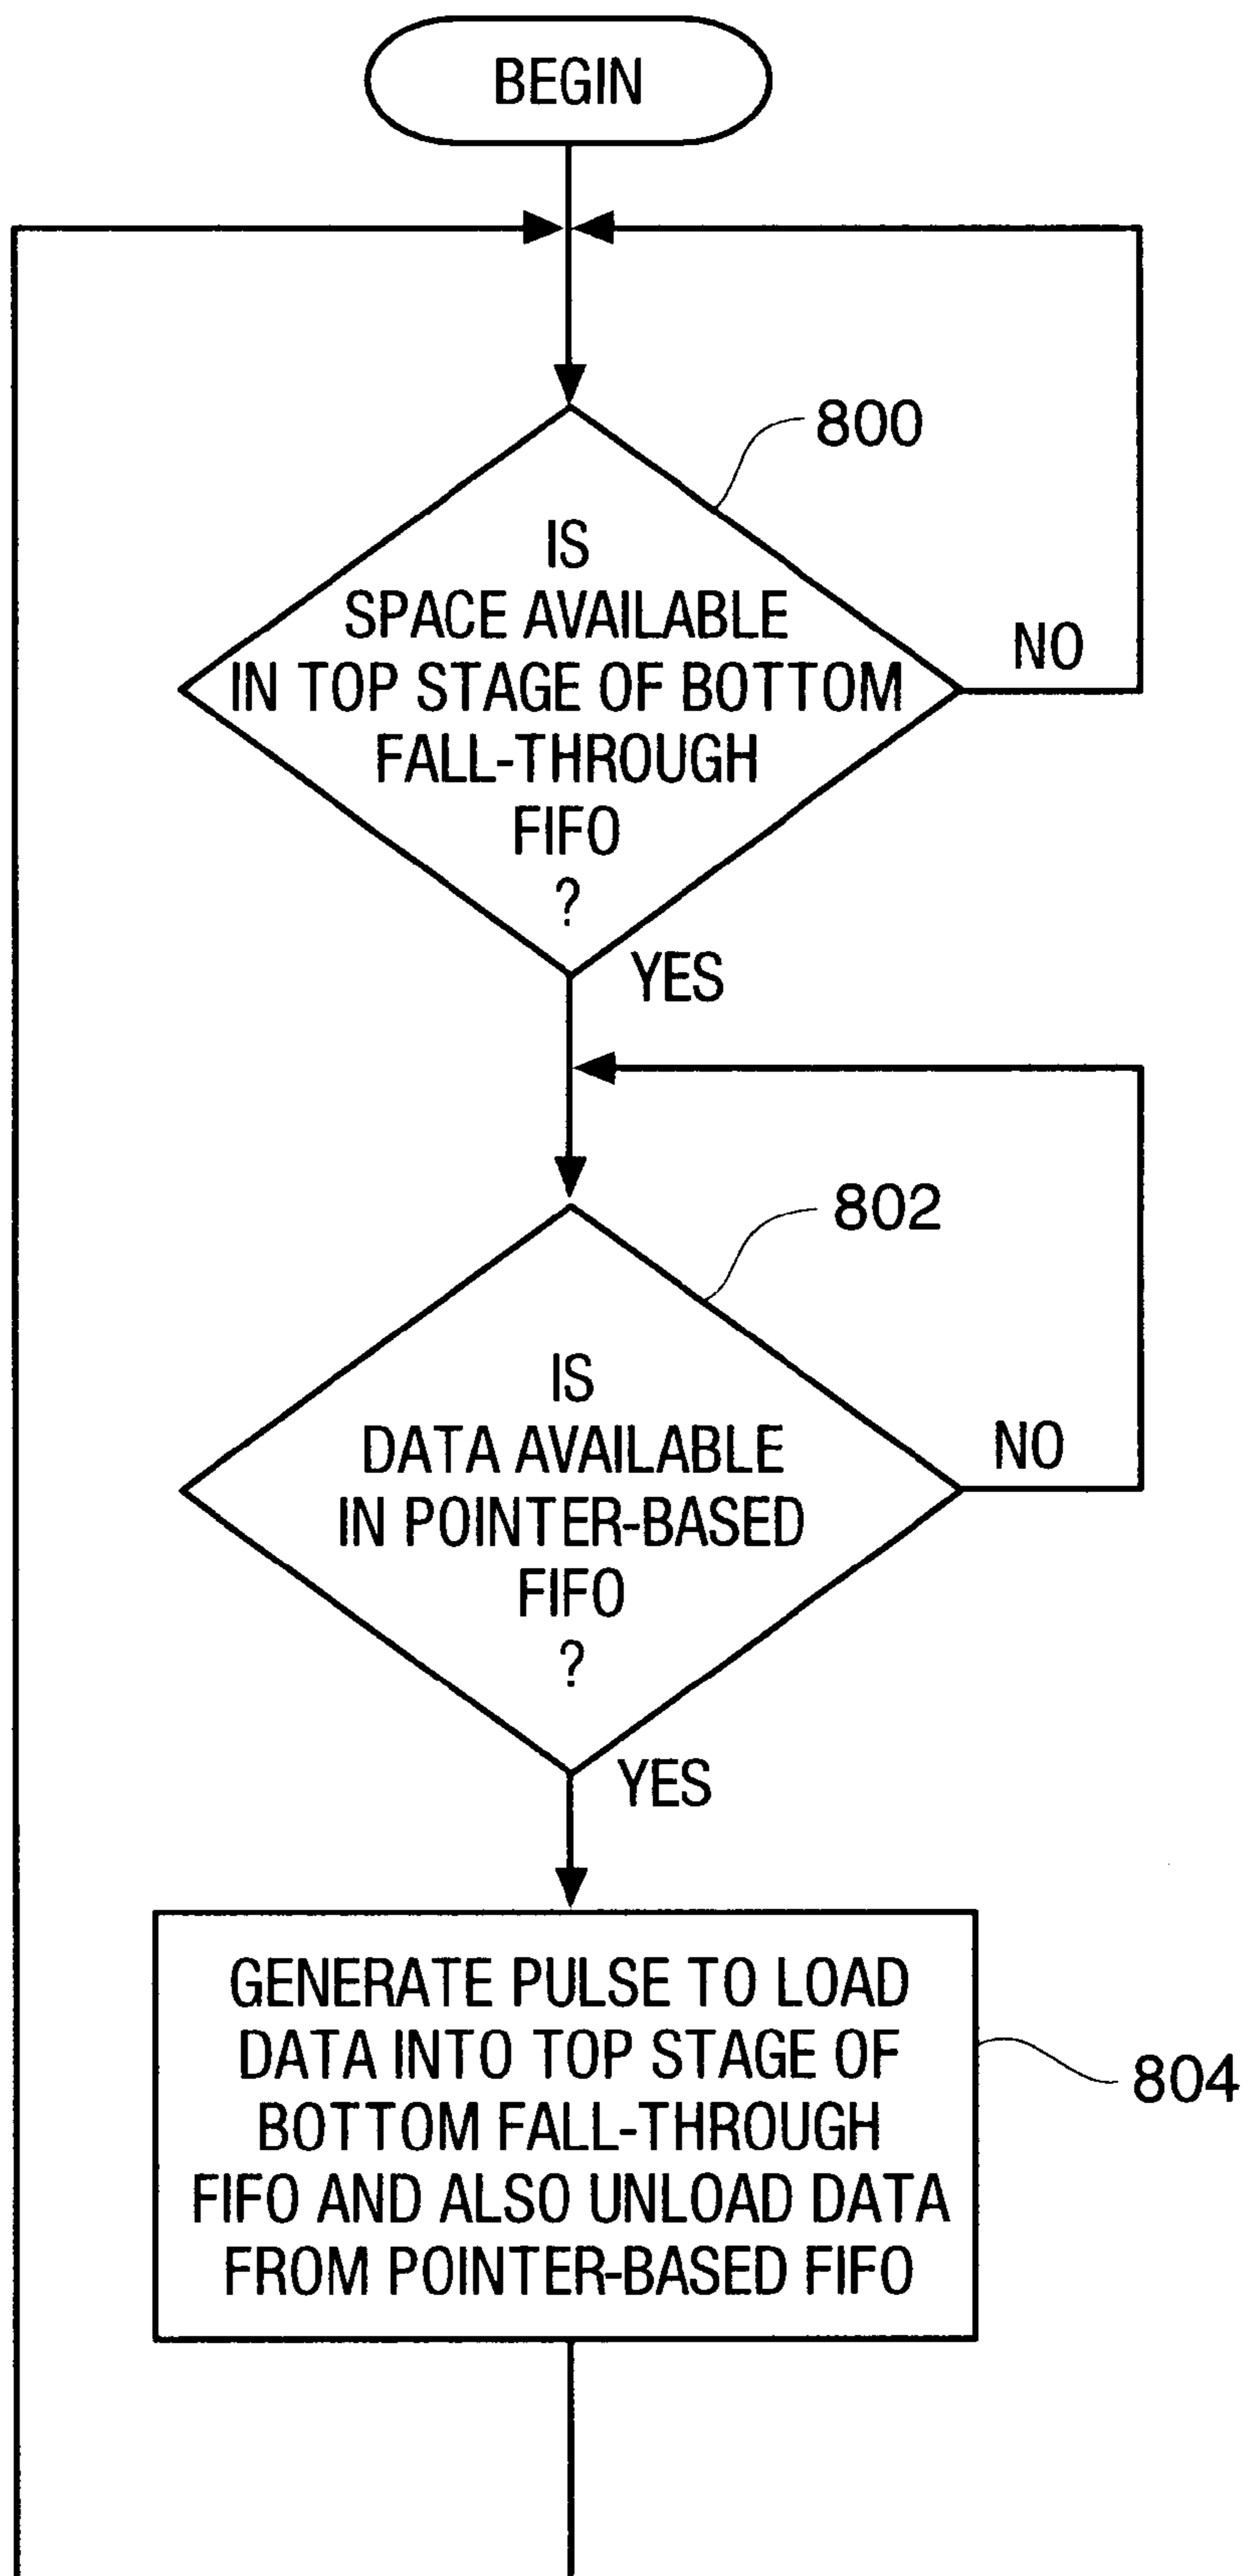 BEGIN
800
IS
SPACE AVAILABLE
IN TOP STAGE OF BOTTOM
FALL-THROUGH
FIFO
?
NO
YES
802
IS
DATA AVAILABLE
IN POINTER-BASED
FIFO
?
NO
YES
GENERATE PULSE TO LOAD
DATA INTO TOP STAGE OF
BOTTOM FALL-THROUGH
FIFO AND ALSO UNLOAD DATA
FROM POINTER-BASED FIFO
804